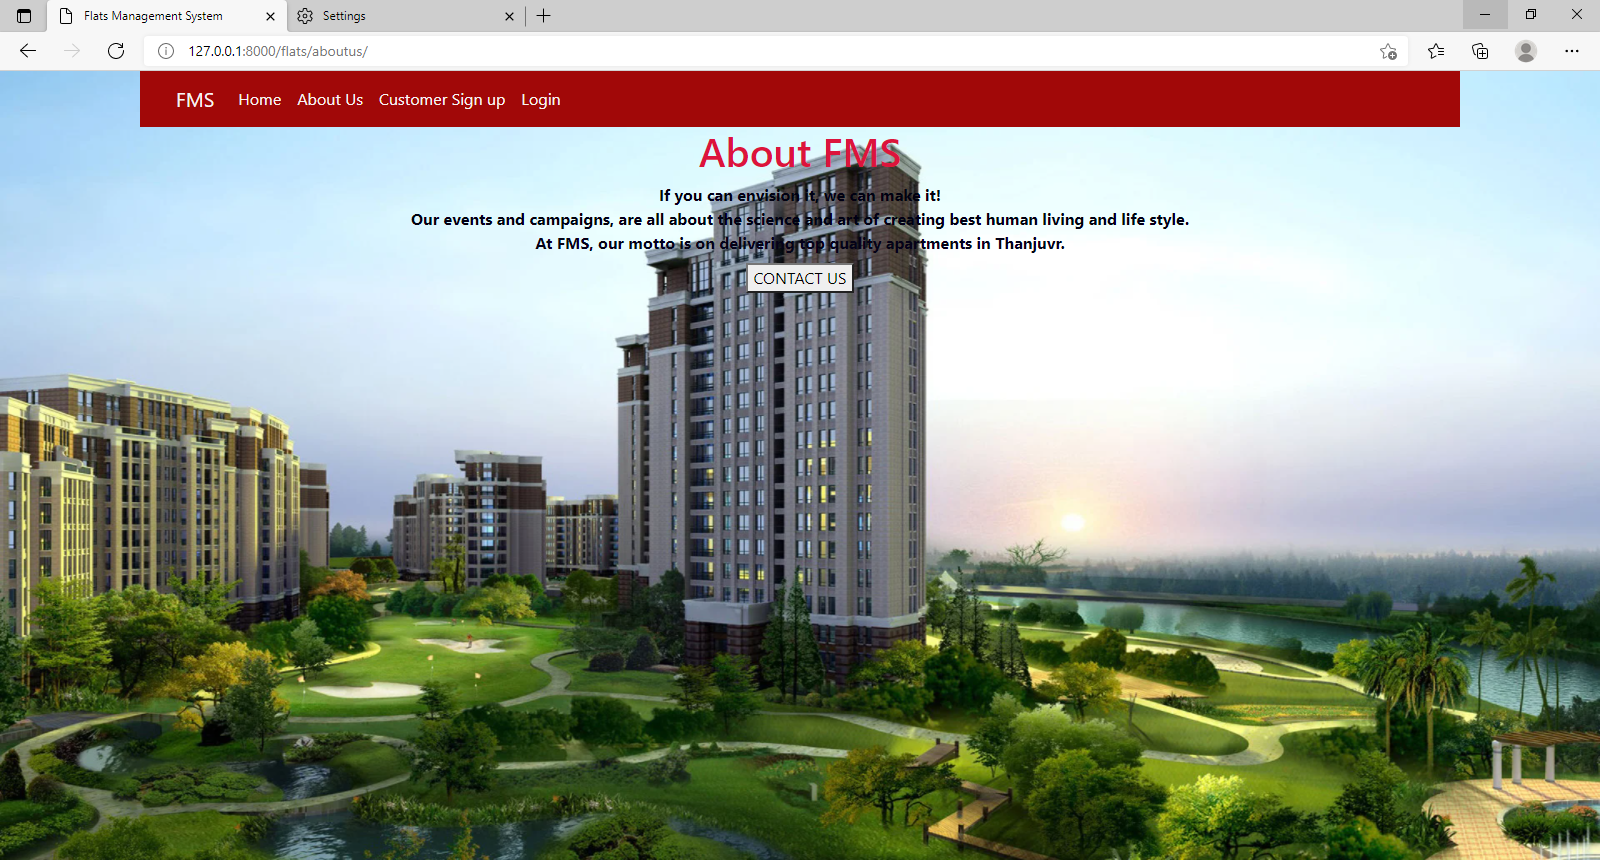 Flats Management System
Settings
127.0.0.1:8000/flats/aboutus/
FMS Home About Us Customer Sign up Login
About FMS
If you can envision it, we can make it!
Our events and campaigns, are all about the science and art of creating best human living and life style.
At FMS, our motto is on delivering top quality apartments in Thanjuvr.
CONTACT US